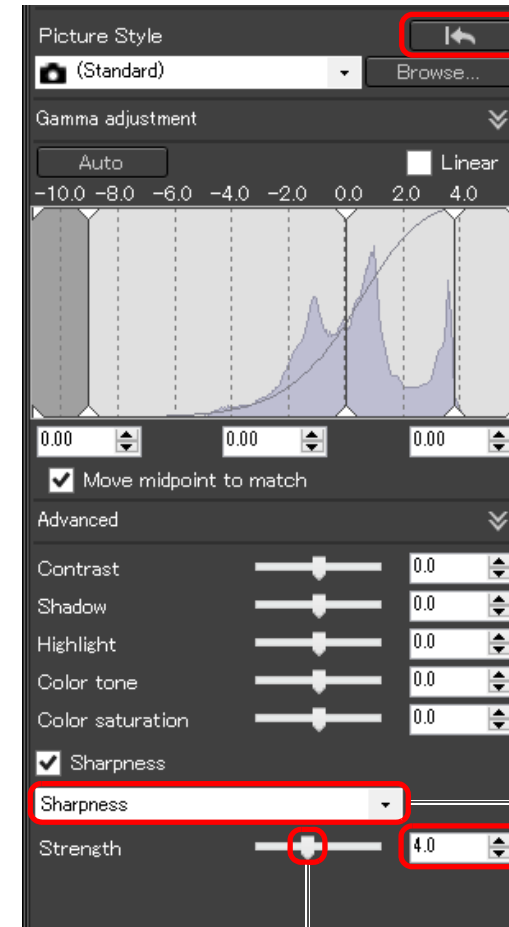 Picture Style
(Standard)
Browse...
Gamma adjustment
Auto
Linear
-10.0 -8.0 -6.0 -4.0 -2.0 0.0 2.0 4.0
0.00 0.00 0.00
Move midpoint to match
Advanced
Contrast 0.0
Shadow 0.0
Highlight 0.0
Color tone 0.0
Color saturation 0.0
Sharpness
Sharpness
Strength 4.0